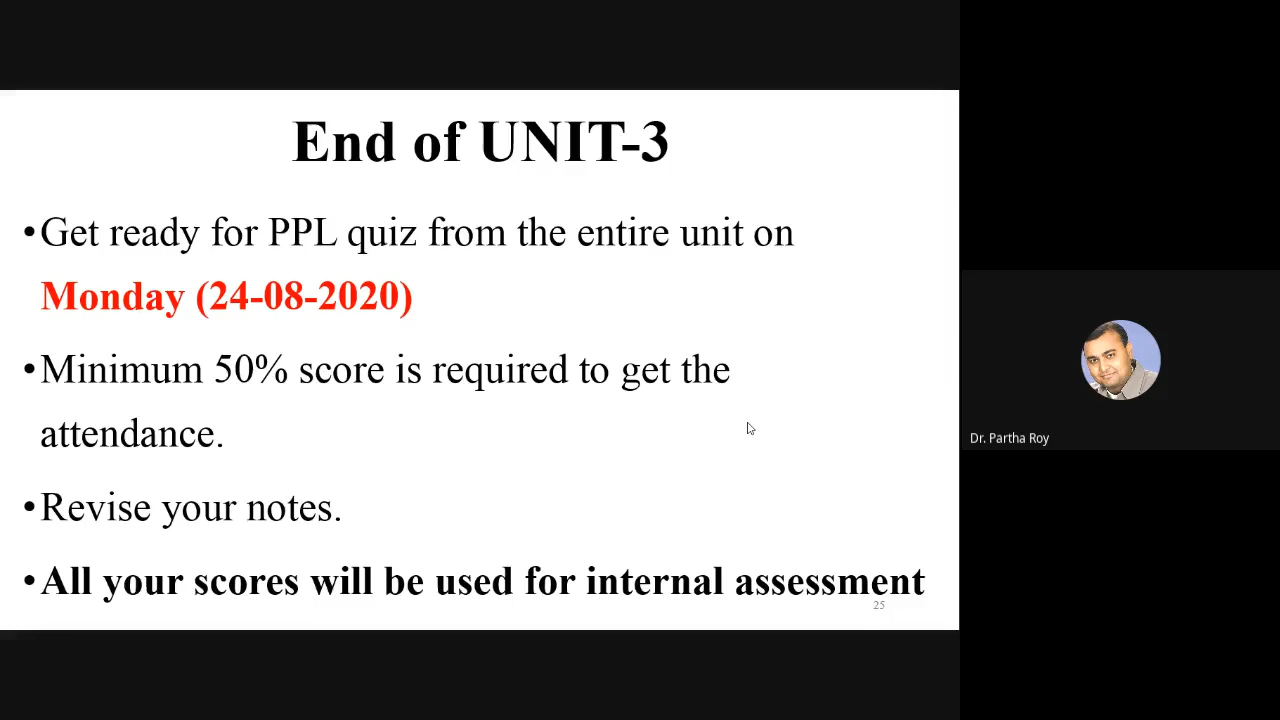 End of UNIT-3
•Get ready for PPL quiz from the entire unit on
Monday (24-08-2020)
•Minimum 50% score is required to get the
attendance.
•Revise your notes.
•All your scores will be used for internal assessment
25
Dr. Partha Roy